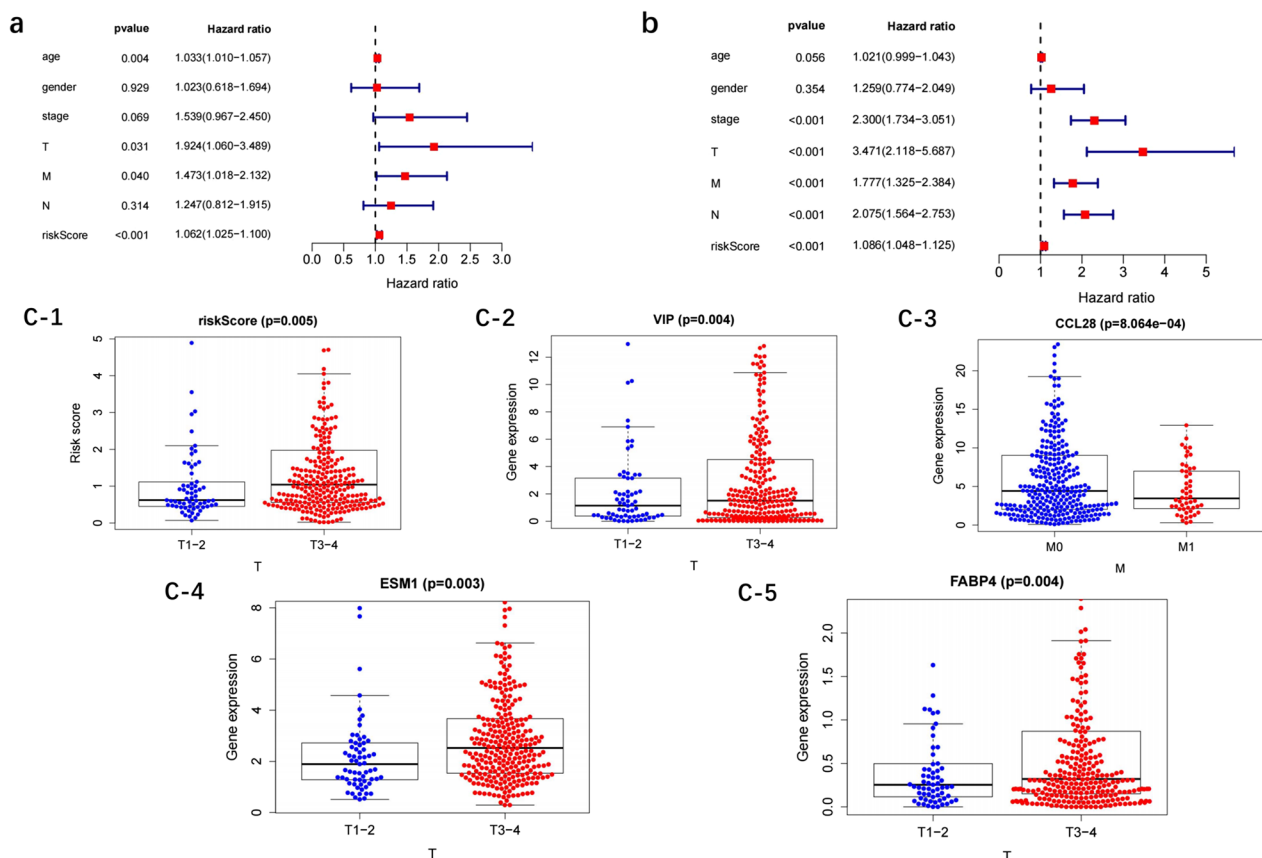 a
pvalue Hazard ratio
age 0.004 1.033(1.010−1.057)
gender 0.929 1.023(0.618−1.694)
stage 0.069 1.539(0.967−2.450)
T 0.031 1.924(1.060−3.489)
M 0.040 1.473(1.018−2.132)
N 0.314 1.247(0.812−1.915)
riskScore <0.001 1.062(1.025−1.100)
0.0 0.5 1.0 1.5 2.0 2.5 3.0
Hazard ratio
b
pvalue Hazard ratio
age 0.056 1.021(0.999−1.043)
gender 0.354 1.259(0.774−2.049)
stage <0.001 2.300(1.734−3.051)
T <0.001 3.471(2.118−5.687)
M <0.001 1.777(1.325−2.384)
N <0.001 2.075(1.564−2.753)
riskScore <0.001 1.086(1.048−1.125)
0 1 2 3 4 5
Hazard ratio
C-1
riskScore (p=0.005)
Risk score
5
4
3
2
1
0
T1−2 T3−4
T
C-2
VIP (p=0.004)
Gene expression
12
10
8
6
4
2
0
T1−2 T3−4
T
C-3
CCL28 (p=8.064e−04)
Gene expression
20
15
10
5
0
M0 M1
M
C-4
ESM1 (p=0.003)
Gene expression
8
6
4
2
0
T1−2 T3−4
T
C-5
FABP4 (p=0.004)
Gene expression
2.0
1.5
1.0
0.5
0.0
T1−2 T3−4
T